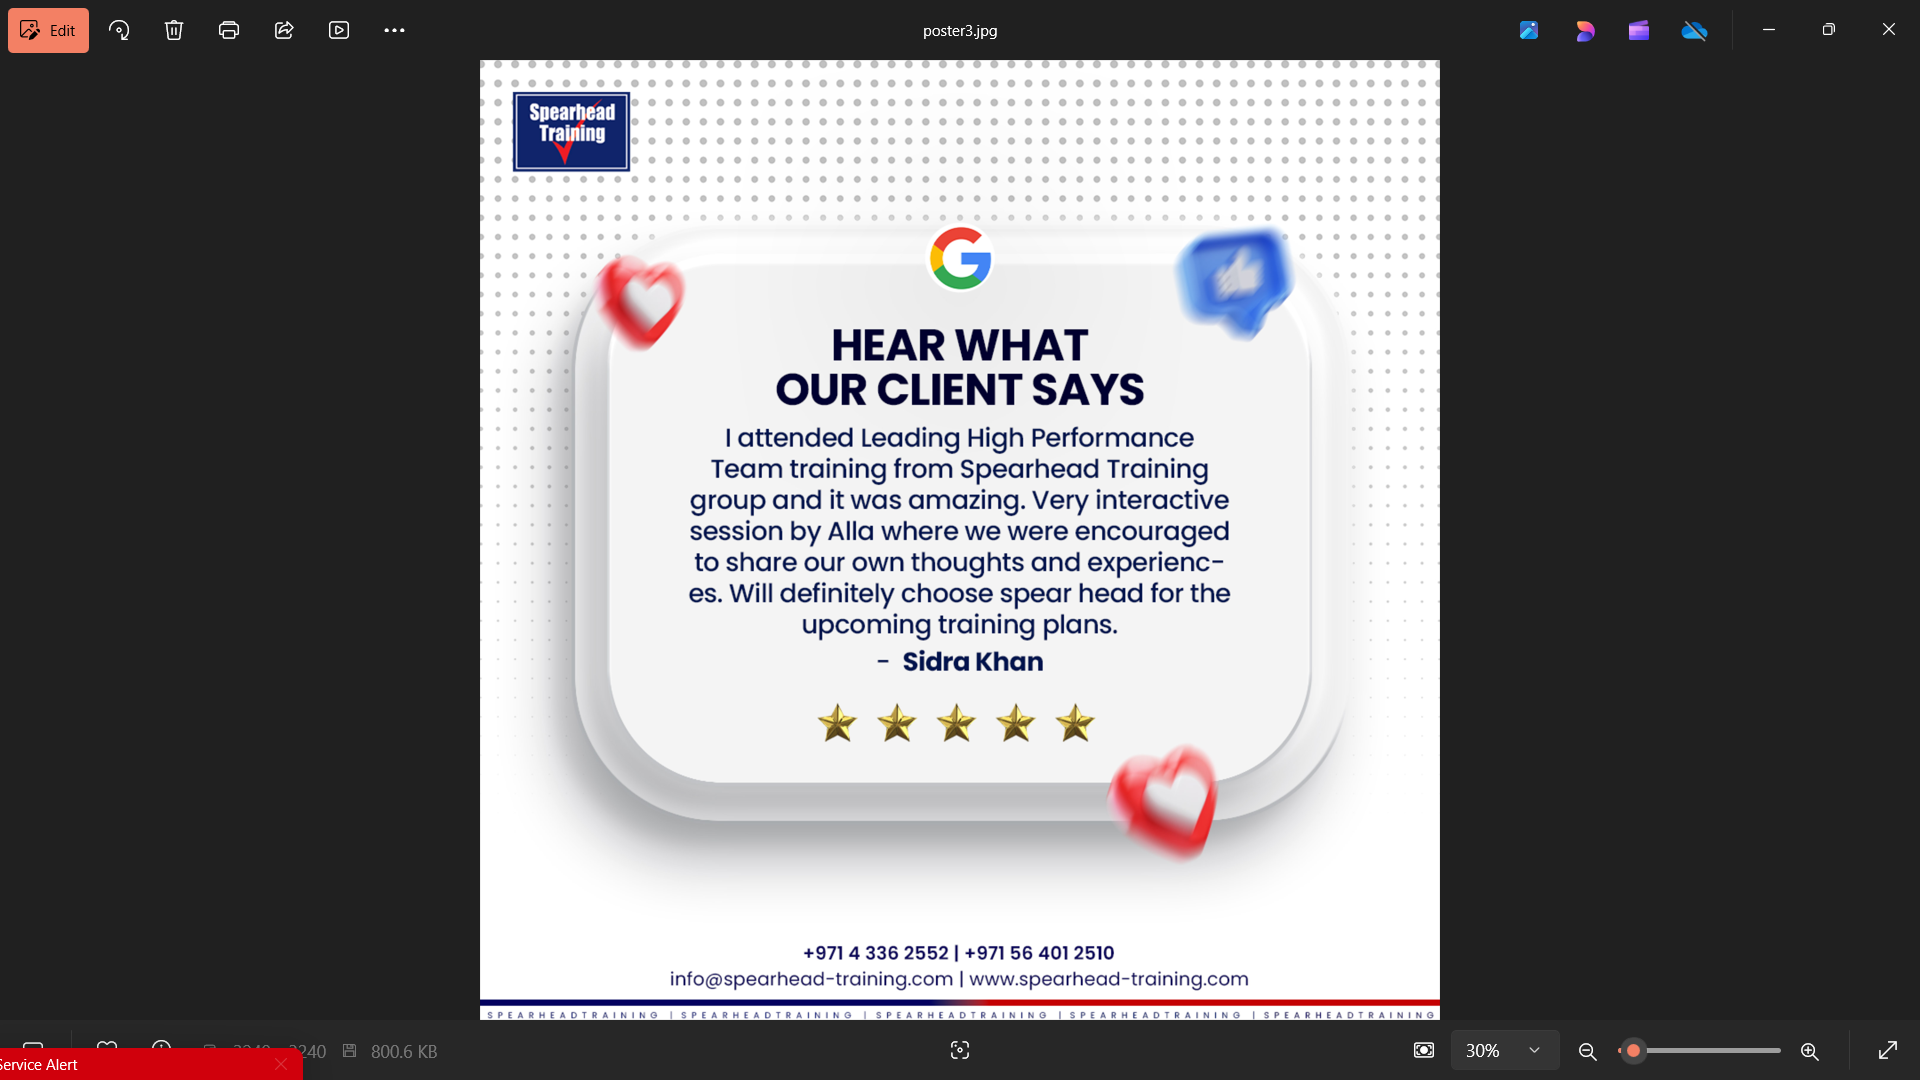 Edit
poster3.jpg
Spearhead
Training
HEAR WHAT
OUR CLIENT SAYS
I attended Leading High Performance
Team training from Spearhead Training
group and it was amazing. Very interactive
session by Alla where we were encouraged
to share our own thoughts and experienc-
es. Will definitely choose spear head for the
upcoming training plans.
- Sidra Khan
+971 4 336 2552 | +971 56 401 2510
info@spearhead-training.com | www.spearhead-training.com
SPEARHEADTRAINING | SPEARHEADTRAINING | SPEARHEADTRAINING | SPEARHEADTRAINING | SPEARHEADTRAINING
800.6 KB
30%
Service Alert